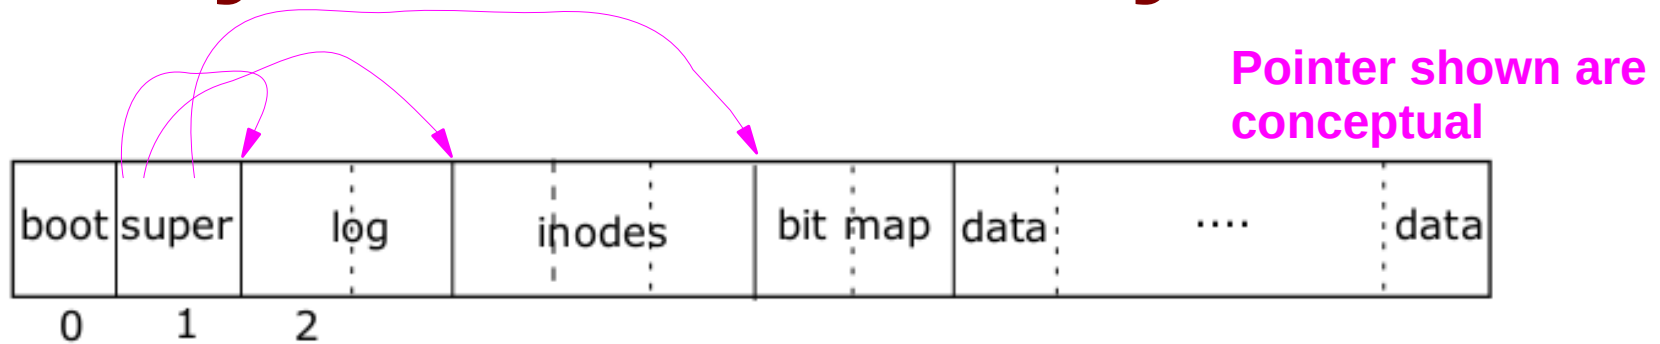 Pointer shown are
conceptual
boot super log inodes bit map data .... data
0 1 2